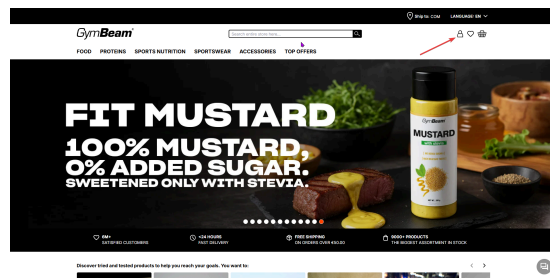 Ship to: COM LANGUAGE: EN
GymBeam
Search entire store here...
FOOD PROTEINS SPORTS NUTRITION SPORTSWEAR ACCESSORIES TOP OFFERS
FIT MUSTARD
100% MUSTARD,
0% ADDED SUGAR.
SWEETENED ONLY WITH STEVIA.
GymBeam
MUSTARD
with stevia
6M+
SATISFIED CUSTOMERS
<24 HOURS
FAST DELIVERY
FREE SHIPPING
ON ORDERS OVER €50.00
9000+ PRODUCTS
THE BIGGEST ASSORTMENT IN STOCK
Discover tried and tested products to help you reach your goals. You want to: